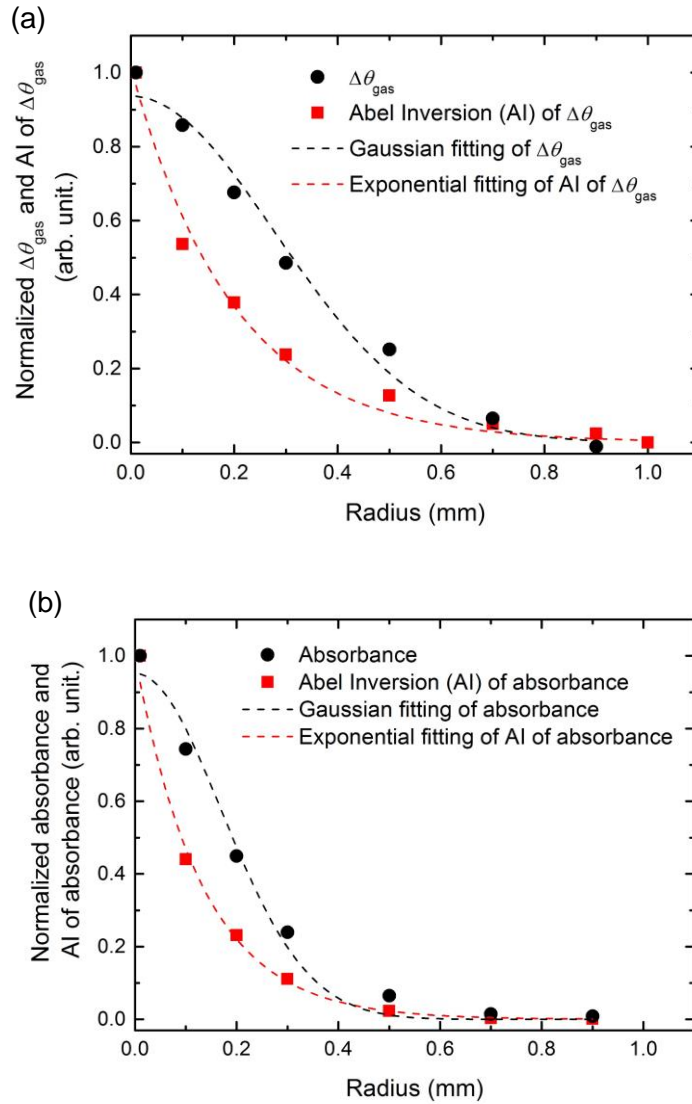 (a)
Normalized Δθgas and AI of Δθgas
(arb. unit.)
1.0
0.8
0.6
0.4
0.2
0.0
Δθgas
Abel Inversion (AI) of Δθgas
Gaussian fitting of Δθgas
Exponential fitting of AI of Δθgas
0.0 0.2 0.4 0.6 0.8 1.0
Radius (mm)
(b)
Normalized absorbance and
AI of absorbance (arb. unit.)
1.0
0.8
0.6
0.4
0.2
0.0
Absorbance
Abel Inversion (AI) of absorbance
Gaussian fitting of absorbance
Exponential fitting of AI of absorbance
0.0 0.2 0.4 0.6 0.8 1.0
Radius (mm)